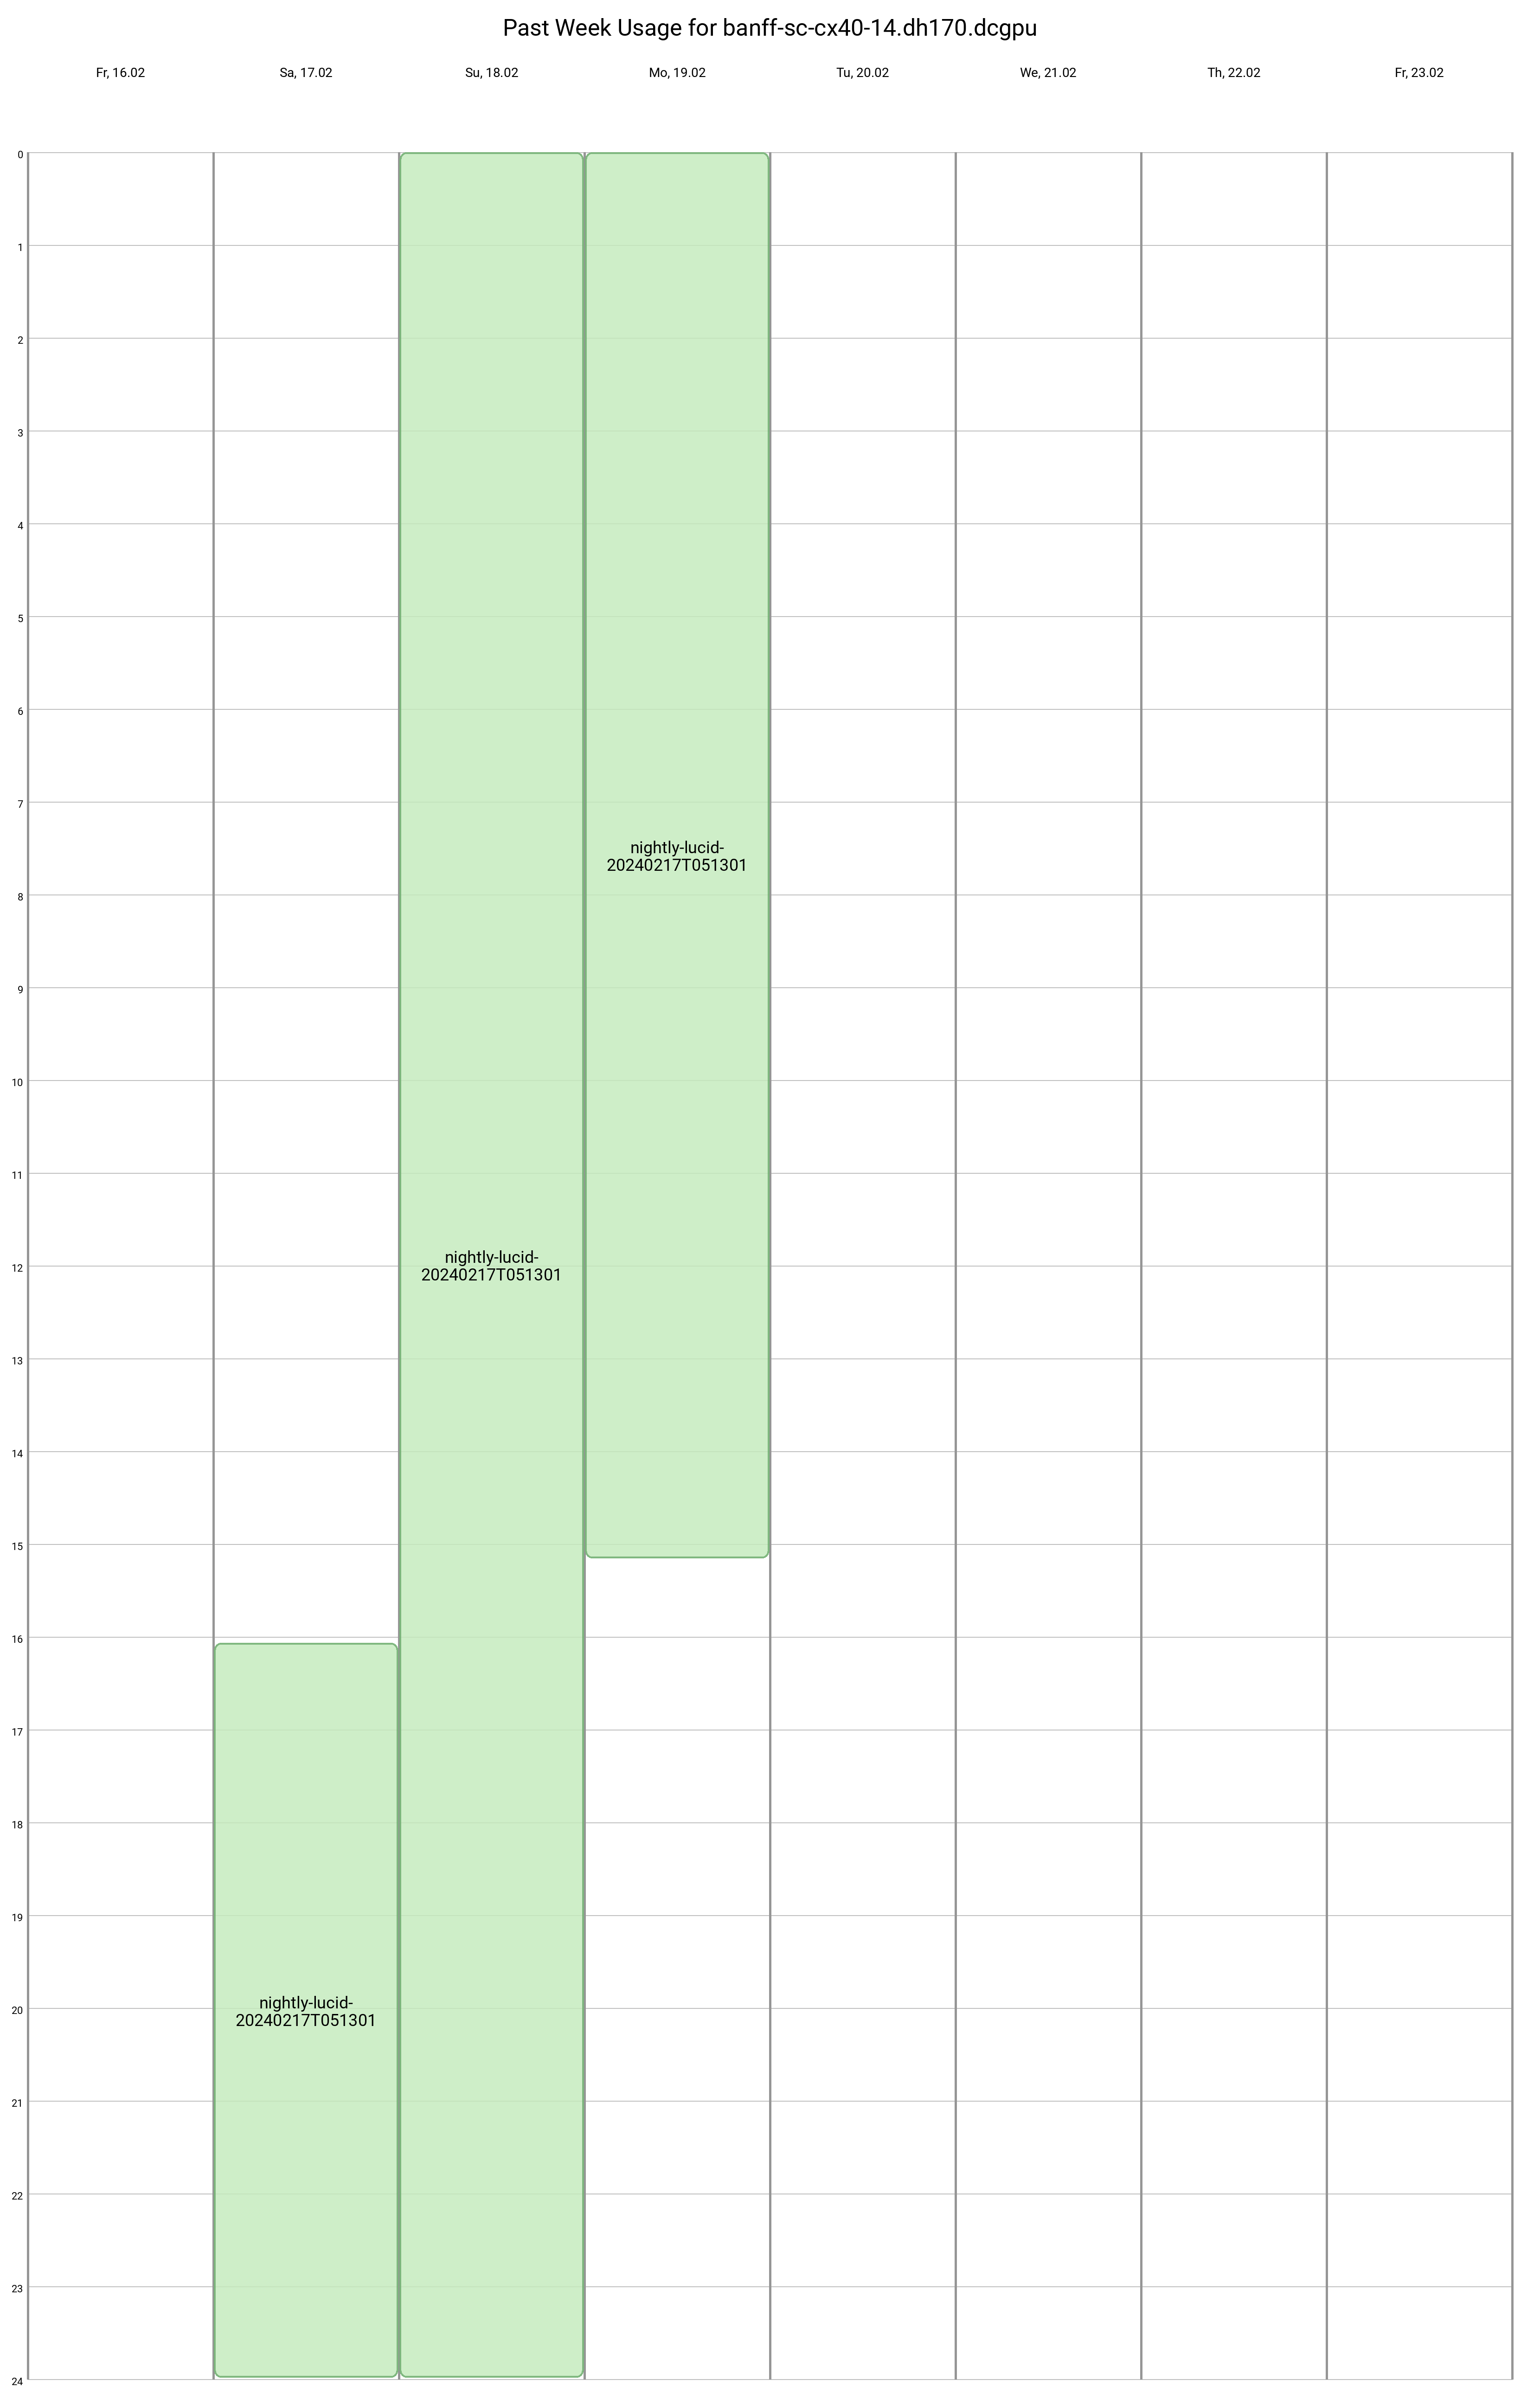 Past Week Usage for banff-sc-cx40-14.dh170.dcgpu
Fr, 16.02
Sa, 17.02
Su, 18.02
Mo, 19.02
Tu, 20.02
We, 21.02
Th, 22.02
Fr, 23.02
0
1
2
3
4
5
6
7
nightly-lucid-
20240217T051301
8
9
10
11
nightly-lucid-
20240217T051301
12
13
14
15
16
17
18
19
nightly-lucid-
20240217T051301
20
21
22
23
24